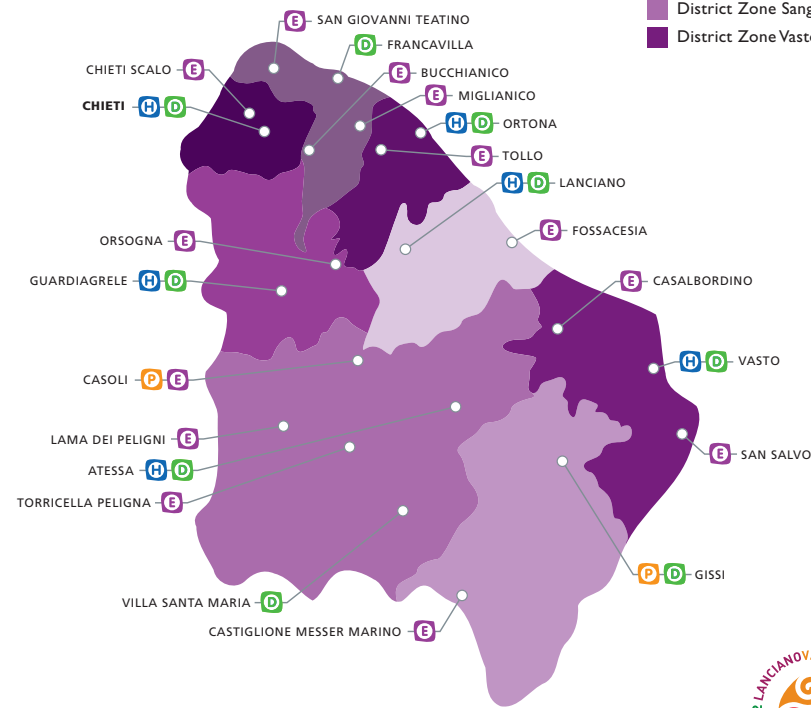 E SAN GIOVANNI TEATINO
D FRANCAVILLA
CHIETI SCALO E
E BUCCHIANICO
E MIGLIANICO
CHIETI H D
H D ORTONA
E TOLLO
H D LANCIANO
E FOSSACESIA
ORSOGNA E
GUARDIAGRELE H D
E CASALBORDINO
H D VASTO
CASOLI P E
LAMA DEI PELIGNI E
ATESSA H D
E SAN SALVO
TORRICELLA PELIGNA E
P D GISSI
VILLA SANTA MARIA D
CASTIGLIONE MESSER MARINO E
District Zone Sang
District Zone Vasto
LANCIANOV